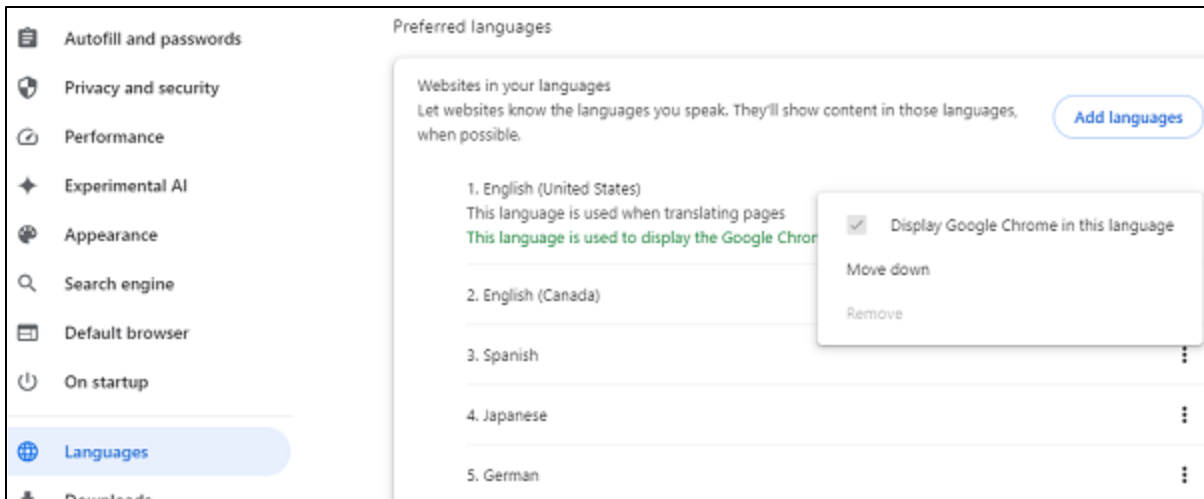 Autofill and passwords
Privacy and security
Performance
Experimental AI
Appearance
Search engine
Default browser
On startup
Languages
Downloads
Preferred languages
Websites in your languages
Let websites know the languages you speak. They'll show content in those languages,
when possible.
Add languages
1. English (United States)
This language is used when translating pages
This language is used to display the Google
2. English (Canada)
3. Spanish
4. Japanese
5. German
Display Google Chrome in this language
Move down
Remove